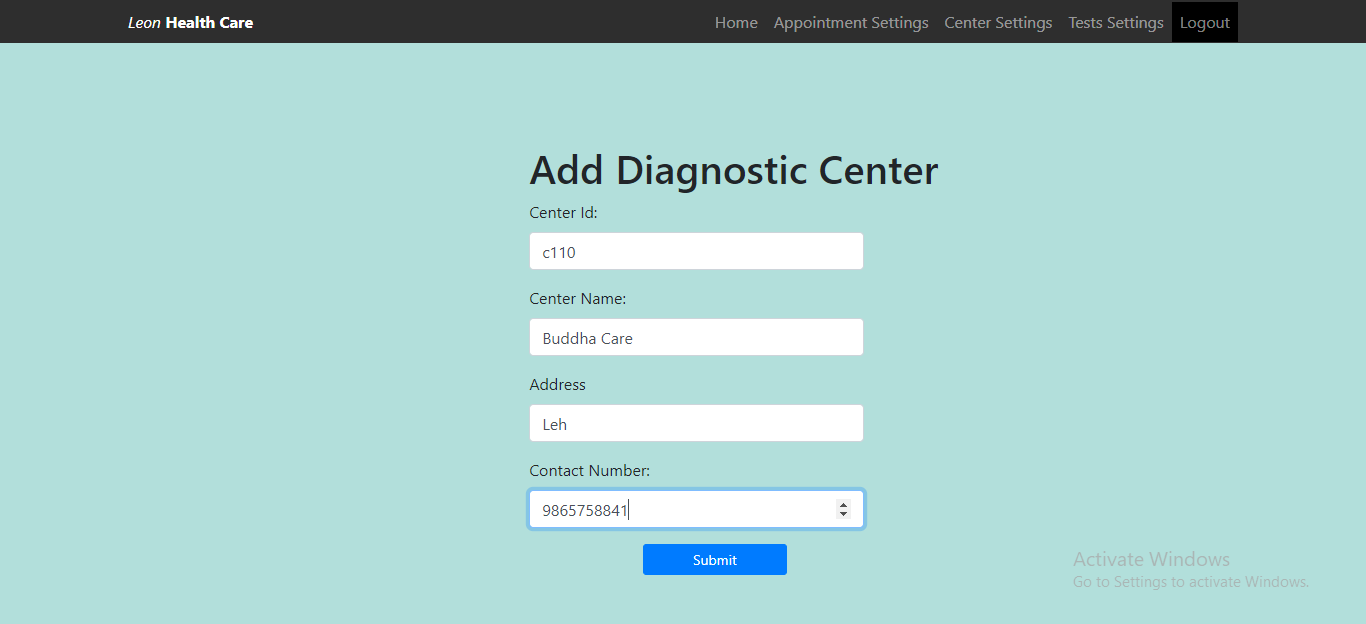 Leon Health Care Home Appointment Settings Center Settings Tests Settings Logout
Add Diagnostic Center
Center Id:
c110
Center Name:
Buddha Care
Address
Leh
Contact Number:
9865758841
Submit
Activate Windows
Go to Settings to activate Windows.